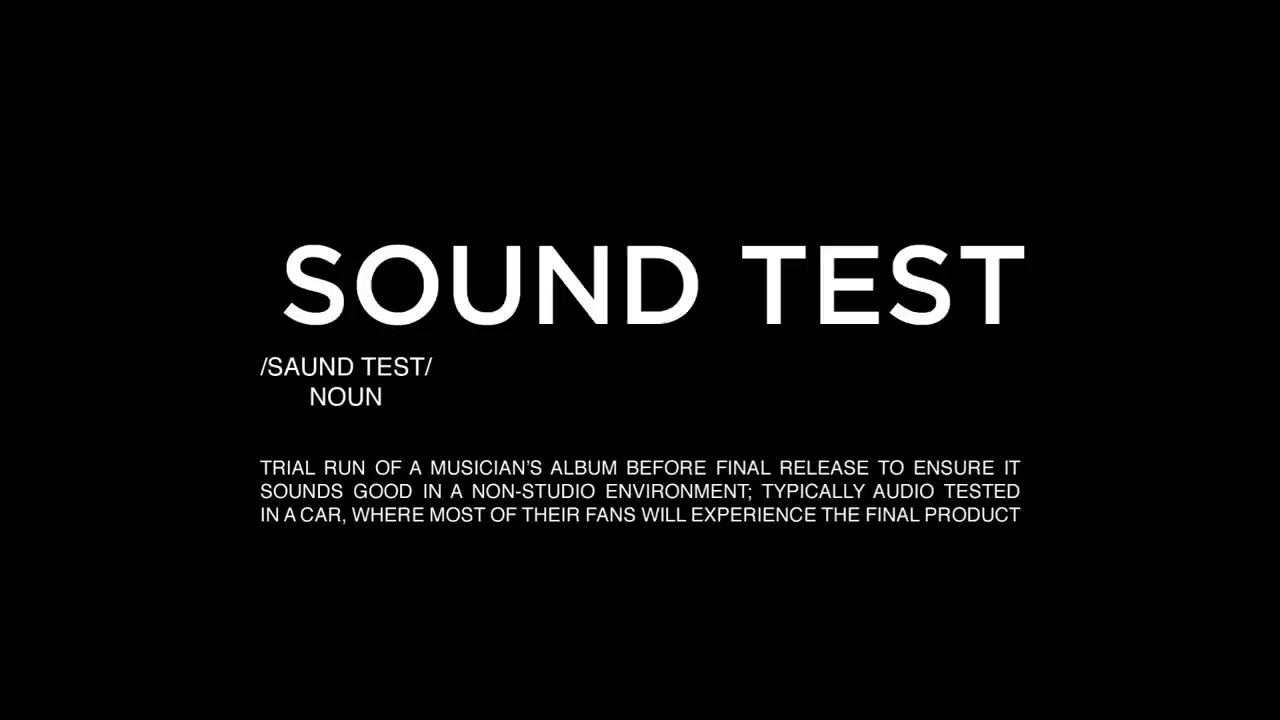 SOUND TEST
/SAUND TEST/
NOUN
TRIAL RUN OF A MUSICIAN'S ALBUM BEFORE FINAL RELEASE TO ENSURE IT
SOUNDS GOOD IN A NON-STUDIO ENVIRONMENT; TYPICALLY AUDIO TESTED
IN A CAR, WHERE MOST OF THEIR FANS WILL EXPERIENCE THE FINAL PRODUCT